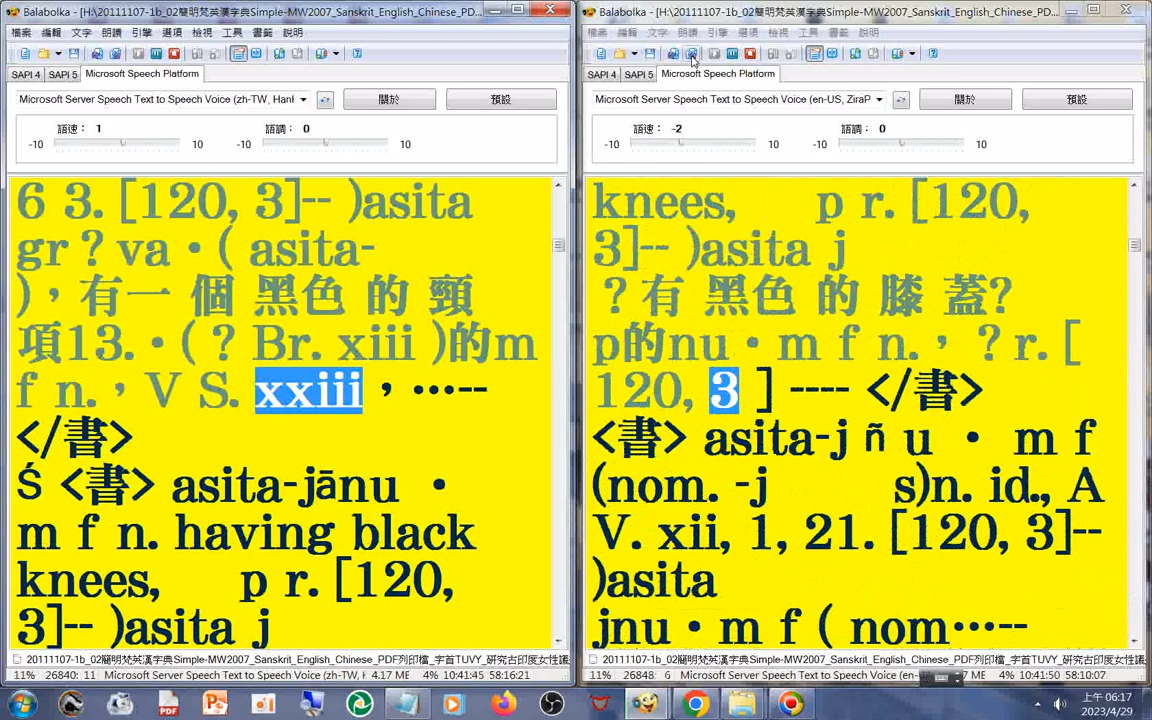 Balabolka - [H:\20111107-1b_02簡明梵英漢字典Simple-MW2007_Sanskrit_English_Chinese_PD...
檔案 編輯 文字 朗讀 引擎 選項 檢視 工具 書籤 說明
SAPI 4 SAPI 5 Microsoft Speech Platform
Microsoft Server Speech Text to Speech Voice (zh-TW, Hanl 關於 預設
語速： 1 語調： 0
-10 10 -10 10
6 3. [120, 3]-- )asita
gr ? va •( asita-
)，有一 個 黑色 的 頸
項13. •( ? Br. xiii )的m
f n.，V S. xxiii ，…--
</書>
Ś <書> asita-jānu •
m f n. having black
knees, p r. [120,
3]-- )asita j
20111107-1b_02簡明梵英漢字典Simple-MW2007_Sanskrit_English_Chinese_PDF列印檔_字首TUVY_研究古印度女性議
11% 26840: 11 Microsoft Server Speech Text to Speech Voice (zh-TW, H 4.17 ME 4% 10:41:45 58:16:21
Balabolka - [H:\20111107-1b_02簡明梵英漢字典Simple-MW2007_Sanskrit_English_Chinese_PDF...
檔案 編輯 文字 朗讀 引擎 選項 檢視 工具 書籤 說明
SAPI 4 SAPI 5 Microsoft Speech Platform
Microsoft Server Speech Text to Speech Voice (en-US, ZiraP 關於 預設
語速： -2 語調： 0
-10 10 -10 10
knees, p r. [120,
3]-- )asita j
?有 黑色 的 膝 蓋?
p的nu • m f n.， ? r. [
120, 3 ] ---- </書>
<書> asita-j ñ u • m f
(nom. -j s)n. id., A
V. xii, 1, 21. [120, 3]--
)asita
jnu • m f ( nom…--
20111107-1b_02簡明梵英漢字典Simple-MW2007_Sanskrit_English_Chinese_PDF列印檔_字首TUVY_研究古印度女性議
11% 26848: 6 Microsoft Server Speech Text to Speech Voice (en-US, 4% 10:41:50 58:10:07
上午 06:17
2023/4/29